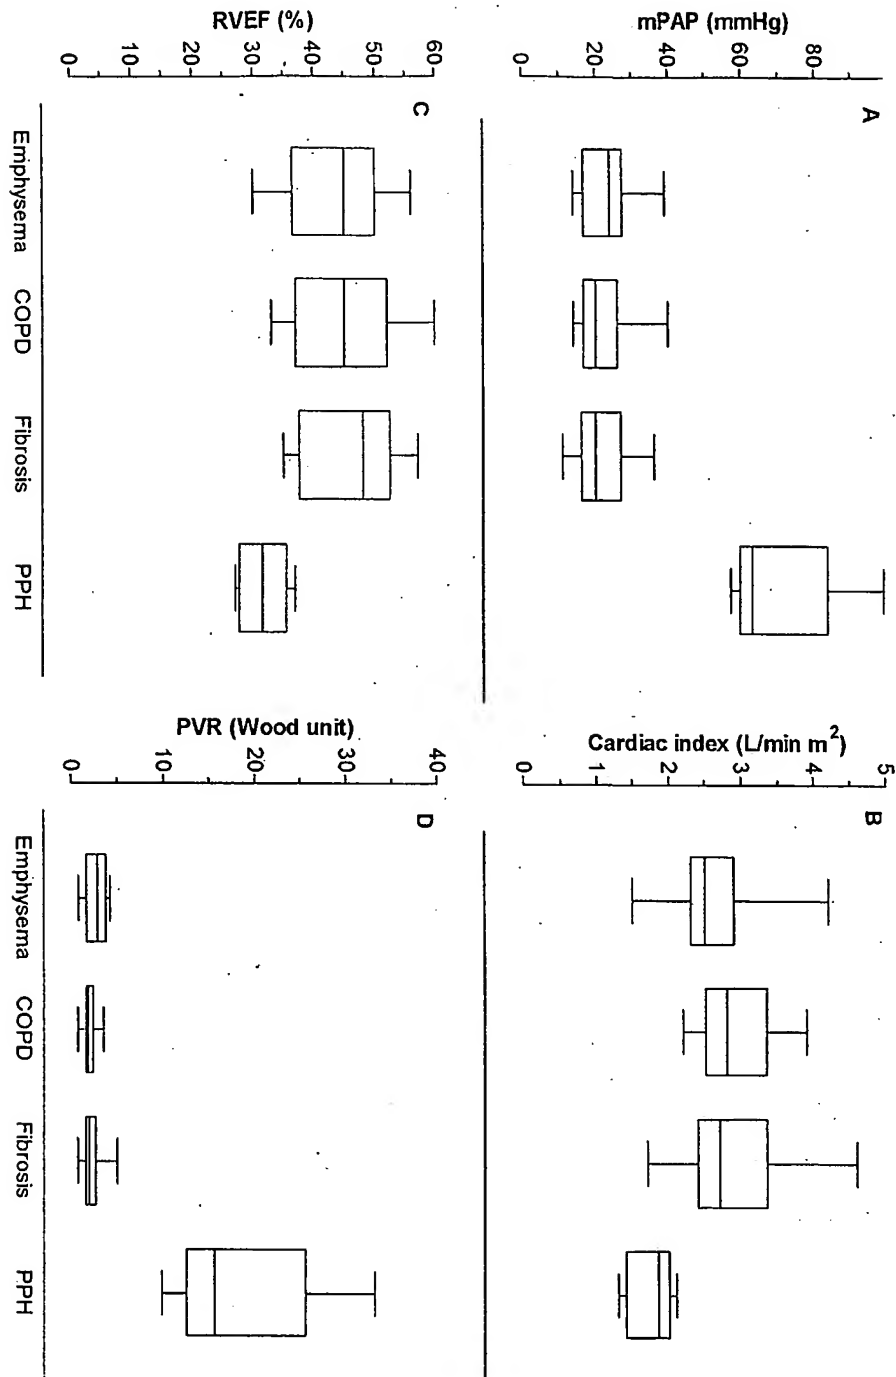 A
mPAP (mmHg)
0 20 40 60 80
B
Cardiac index (L/min m²)
0 1 2 3 4 5
C
RVEF (%)
0 10 20 30 40 50 60
Emphysema COPD Fibrosis PPH
D
PVR (Wood unit)
0 10 20 30 40
Emphysema COPD Fibrosis PPH